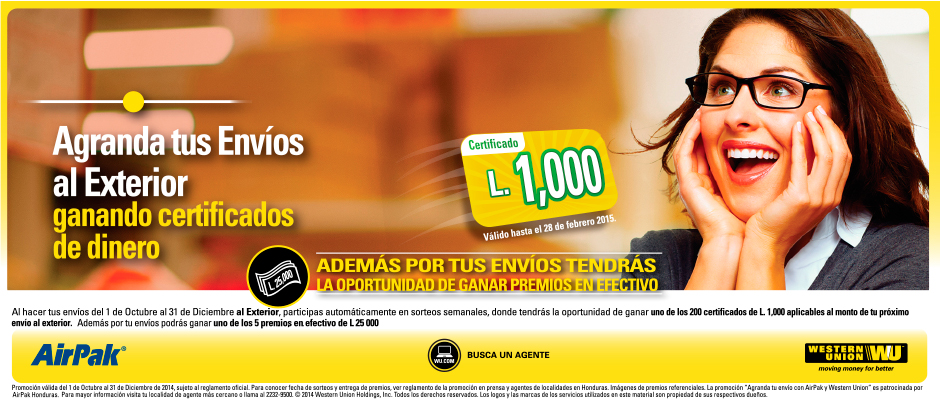 Agranda tus Envíos
al Exterior
ganando certificados
de dinero
Certificado
L. 1,000
Válido hasta el 28 de febrero 2015.
L 25,000
ADEMÁS POR TUS ENVÍOS TENDRÁS
LA OPORTUNIDAD DE GANAR PREMIOS EN EFECTIVO
Al hacer tus envíos del 1 de Octubre al 31 de Diciembre al Exterior, participas automáticamente en sorteos semanales, donde tendrás la oportunidad de ganar uno de los 200 certificados de L. 1,000 aplicables al monto de tu próximo
envío al exterior. Además por tu envíos podrás ganar uno de los 5 premios en efectivo de L 25 000
AirPak®
WU.COM
BUSCA UN AGENTE
WESTERN
UNION WU
moving money for better
Promoción válida del 1 de Octubre al 31 de Diciembre de 2014, sujeto al reglamento oficial. Para conocer fecha de sorteos y entrega de premios, ver reglamento de la promoción en prensa y agentes de localidades en Honduras. Imágenes de premios referenciales. La promoción "Agranda tu envío con AirPak y Western Union" es patrocinada por
AirPak Honduras. Para mayor información visita tu localidad de agente más cercano o llama al 2232-9500. © 2014 Western Union Holdings, Inc. Todos los derechos reservados. Los logos y las marcas de los servicios utilizados en este material son propiedad de sus respectivos dueños.